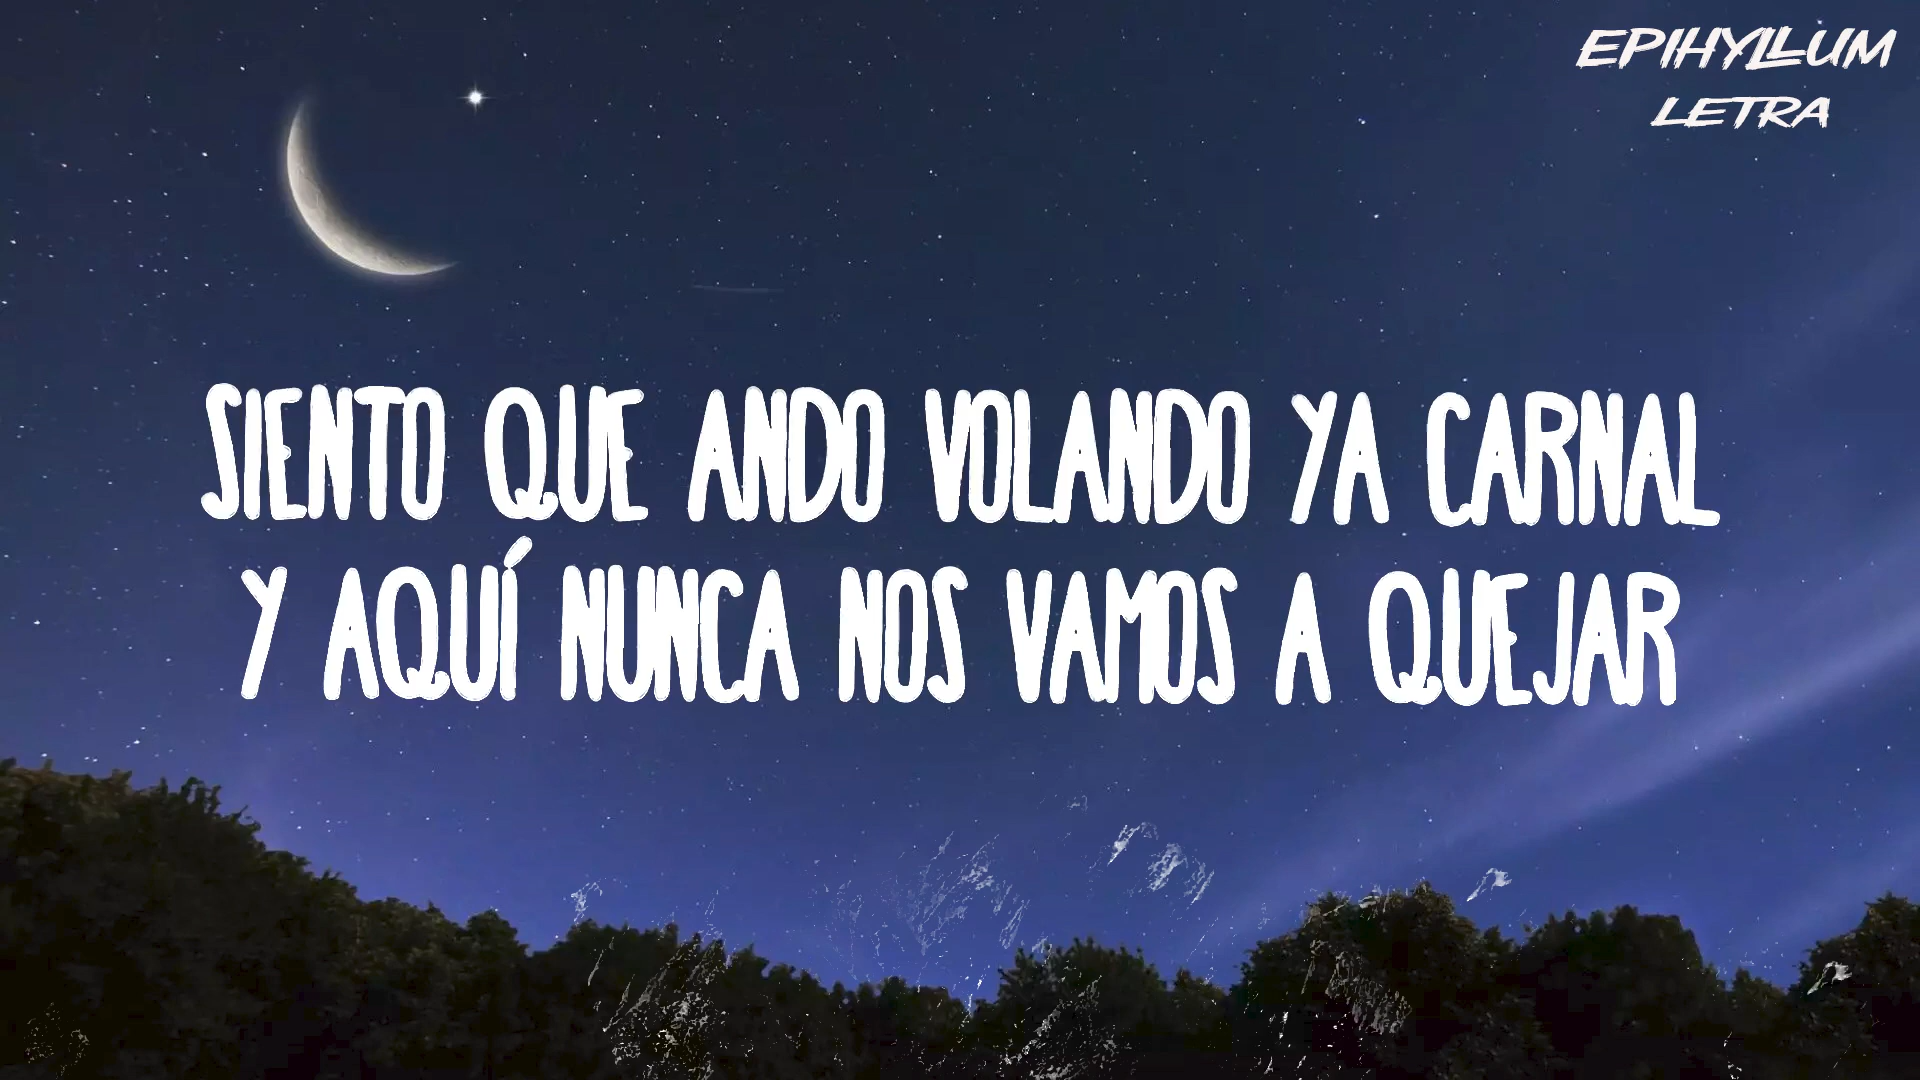 EPIHYLLUM
LETRA
SIENTO QUE ANDO VOLANDO YA CARNAL
Y AQUÍ NUNCA NOS VAMOS A QUEJAR